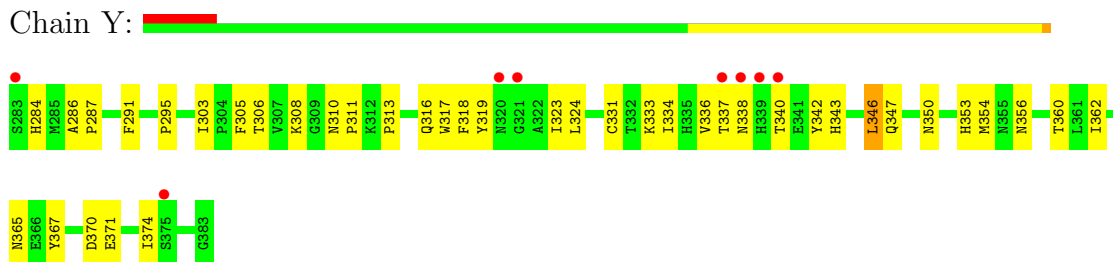 Chain Y:
S283 H284 M285 A286 P287 F291 P295 I303 P304 F305 T306 V307 K308 G309 N310 P311 K312 P313 Q316 W317 F318 Y319 N320 G321 A322 I323 L324 C331 T332 K333 I334 H335 V336 T337 N338 H339 T340 E341 Y342 H343 L346 Q347 N350 H353 M354 N355 N356 T360 L361 I362
N365 E366 Y367 D370 E371 I374 S375 G383